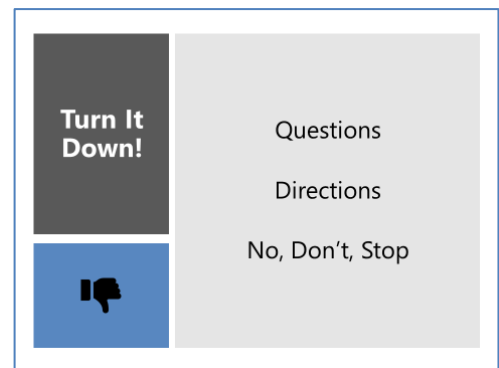 Turn It
Down!
Questions
Directions
No, Don’t, Stop